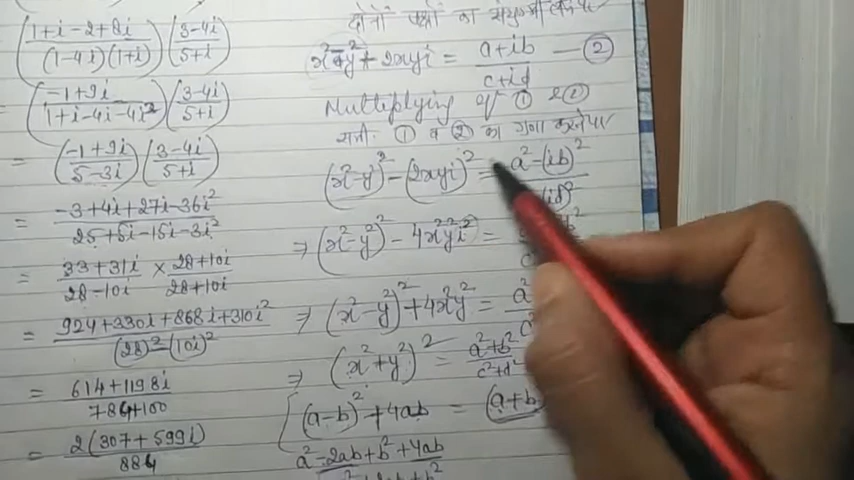 (1+i-2+8i / (1-4i)(1+i)) (3-4i / 5+i)
(-1+9i / 1+i-4i-4i²) (3-4i / 5+i)
= (-1+9i / 5-3i) (3-4i / 5+i)
= -3+4i+27i-36i² / 25+5i-15i-3i²
= 33+31i / 28-10i × 28+10i / 28+10i
= 924+330i+868i+310i² / (28)²-(10i)²
= 614+1198i / 784+100
= 2(307+599i) / 884
दोनों पक्षों का
x²-y²+2xyi = a+ib / c+id — ②
Multiplying of ① & ②
① व ② का गुना करने पर
(x²-y²)²-(2xyi)² = a²-(ib)² / (id)²
⇒ (x²-y²)²-4x²y²i² =
⇒ (x²-y²)²+4x²y² = a²
⇒ (x²+y²)² = a²+b² / c²+d²
(a-b)²+4ab = (a+b)
a²-2ab+b²+4ab